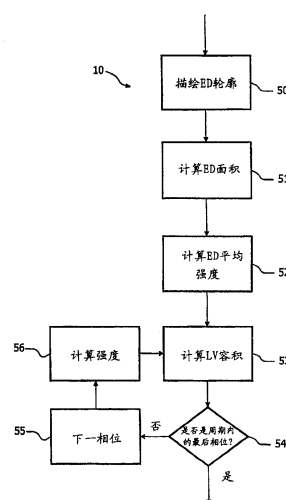 10
描绘ED轮廓
50
计算ED面积
51
计算ED平均
强度
52
56
计算强度
计算LV容积
53
55
下一相位
否
是否是周期内
的最后相位?
54
是